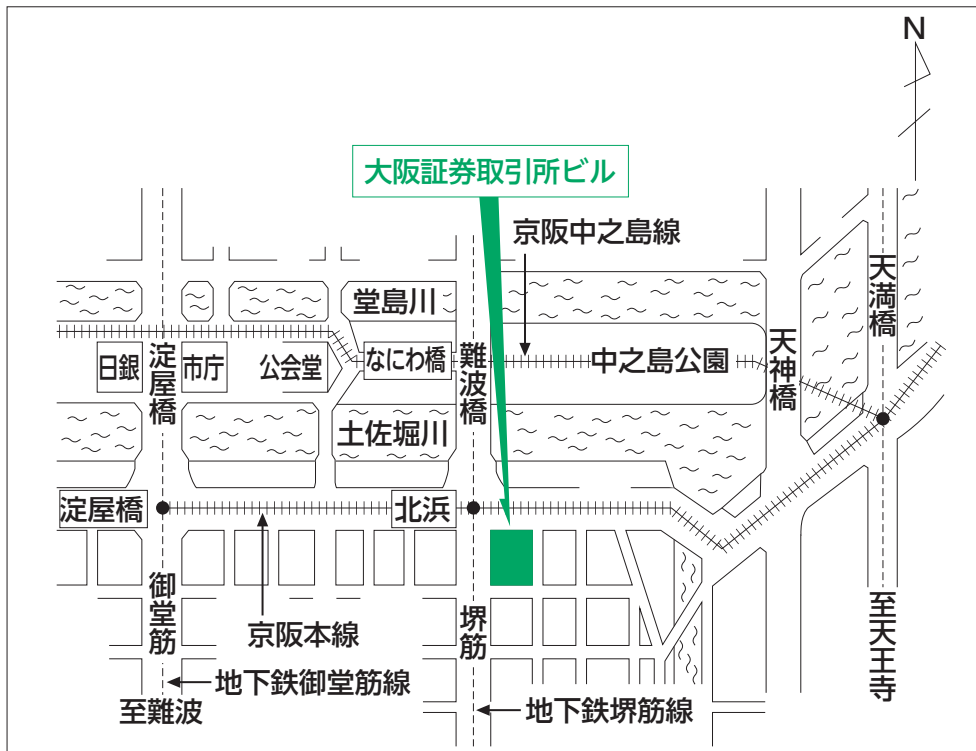 N
大阪証券取引所ビル
京阪中之島線
堂島川
天満橋
日銀
淀屋橋
市庁
公会堂
なにわ橋
難波橋
中之島公園
天神橋
土佐堀川
淀屋橋
北浜
御堂筋
京阪本線
堺筋
至天王寺
地下鉄御堂筋線
至難波
地下鉄堺筋線